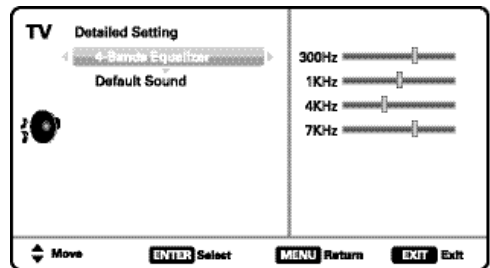 TV Detailed Setting
4-Bands Equalizer
Default Sound
300Hz
1KHz
4KHz
7KHz
Move ENTER Select MENU Return EXIT Exit